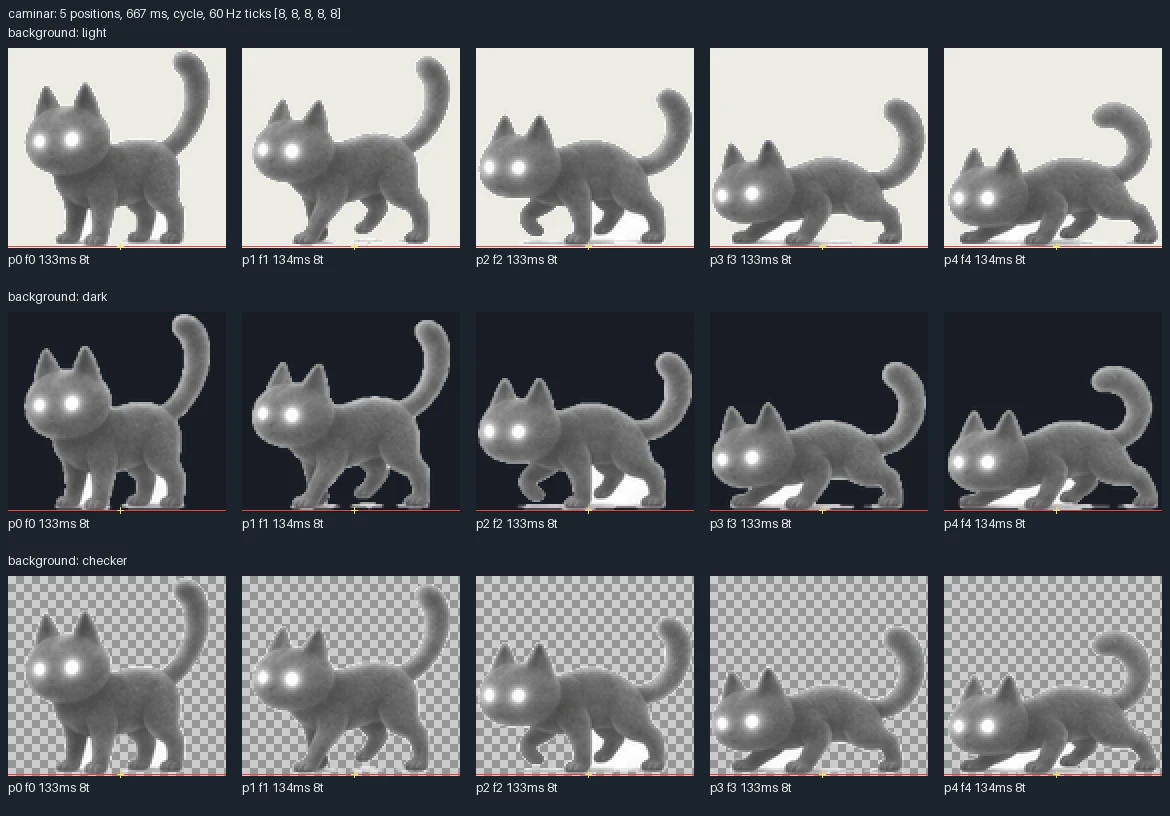 caminar: 5 positions, 667 ms, cycle, 60 Hz ticks [8, 8, 8, 8, 8]
background: light
p0 f0 133ms 8t
p1 f1 134ms 8t
p2 f2 133ms 8t
p3 f3 133ms 8t
p4 f4 134ms 8t
background: dark
p0 f0 133ms 8t
p1 f1 134ms 8t
p2 f2 133ms 8t
p3 f3 133ms 8t
p4 f4 134ms 8t
background: checker
p0 f0 133ms 8t
p1 f1 134ms 8t
p2 f2 133ms 8t
p3 f3 133ms 8t
p4 f4 134ms 8t